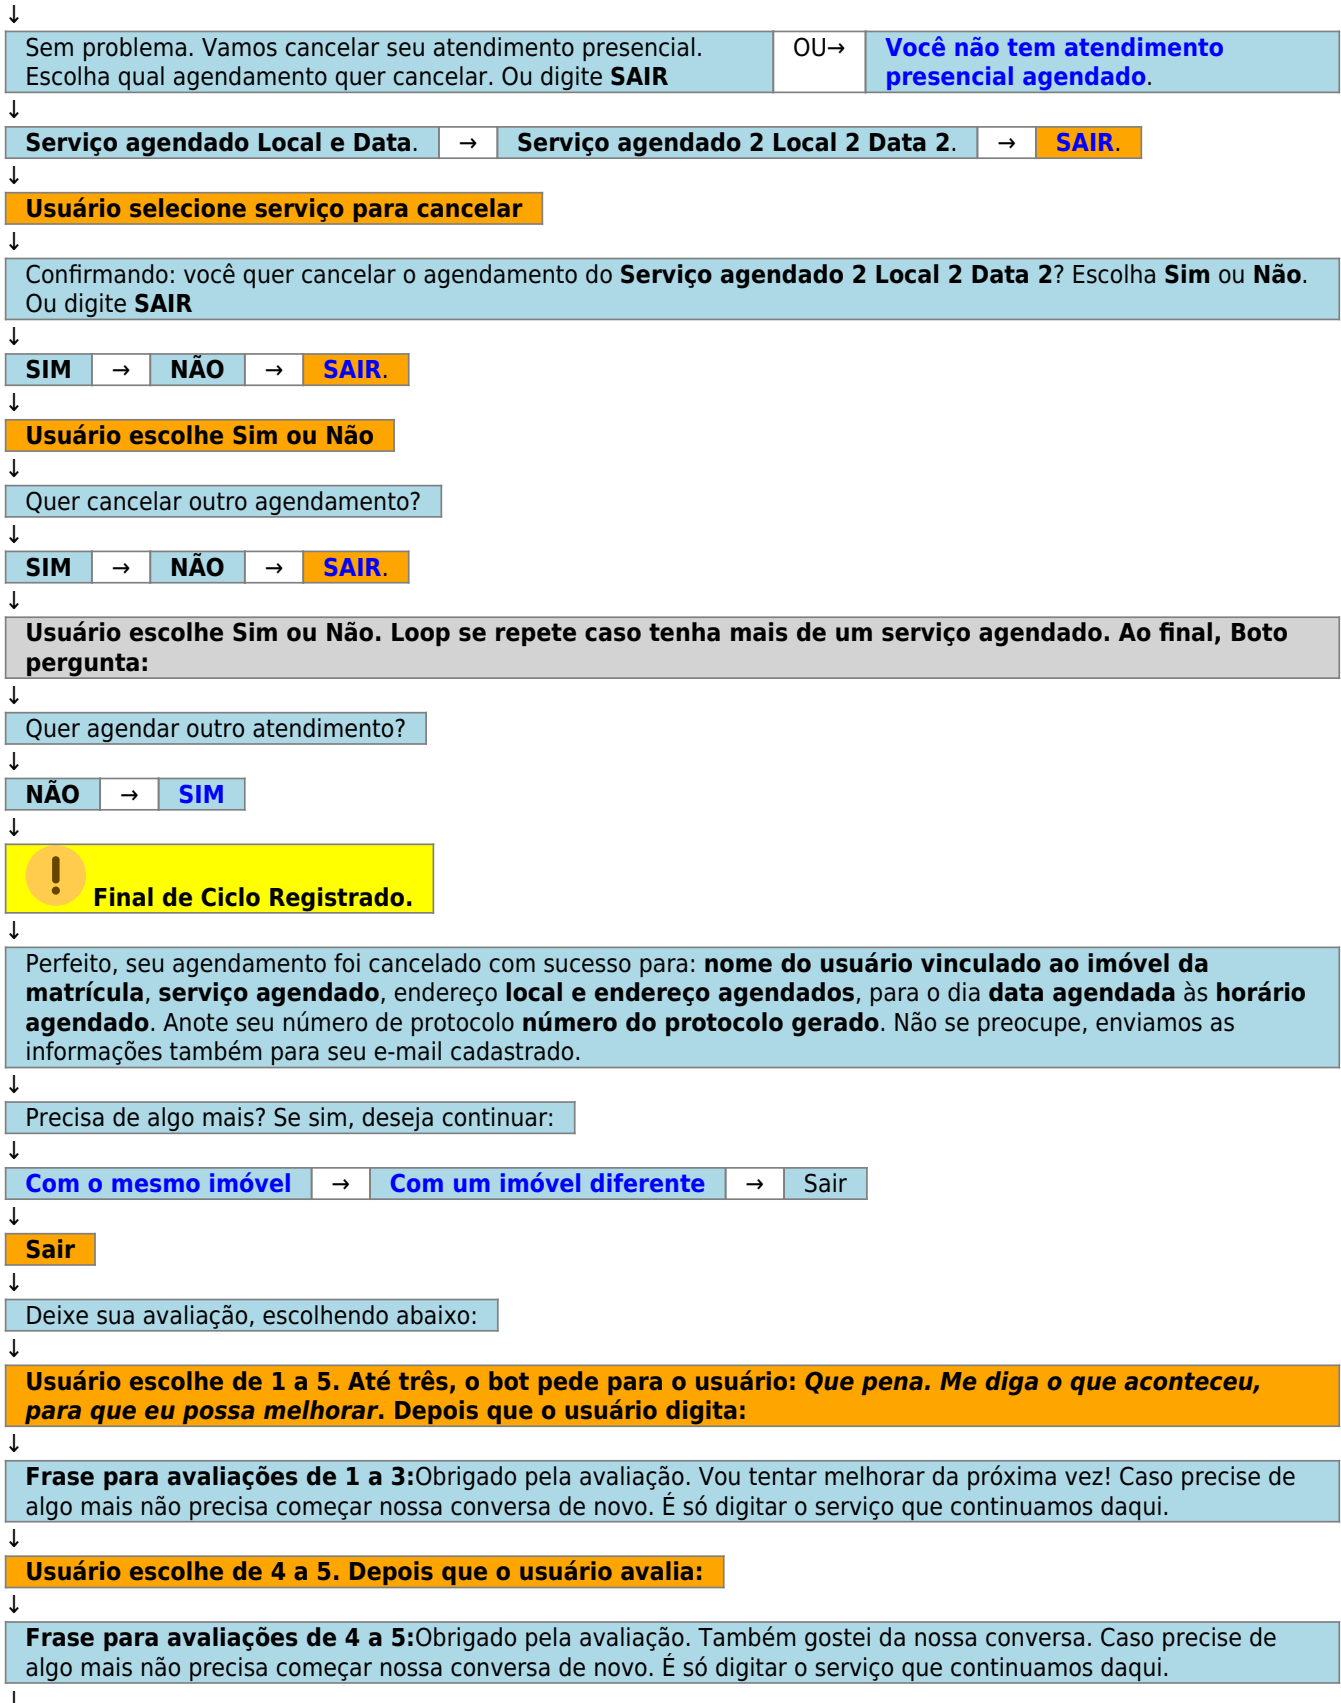 ↓
Sem problema. Vamos cancelar seu atendimento presencial. OU→ Você não tem atendimento
Escolha qual agendamento quer cancelar. Ou digite SAIR presencial agendado.
↓
Serviço agendado Local e Data. → Serviço agendado 2 Local 2 Data 2. → SAIR.
↓
Usuário selecione serviço para cancelar
↓
Confirmando: você quer cancelar o agendamento do Serviço agendado 2 Local 2 Data 2? Escolha Sim ou Não.
Ou digite SAIR
↓
SIM → NÃO → SAIR.
↓
Usuário escolhe Sim ou Não
↓
Quer cancelar outro agendamento?
↓
SIM → NÃO → SAIR.
↓
Usuário escolhe Sim ou Não. Loop se repete caso tenha mais de um serviço agendado. Ao final, Boto
pergunta:
↓
Quer agendar outro atendimento?
↓
NÃO → SIM
↓
Final de Ciclo Registrado.
↓
Perfeito, seu agendamento foi cancelado com sucesso para: nome do usuário vinculado ao imóvel da
matrícula, serviço agendado, endereço local e endereço agendados, para o dia data agendada às horário
agendado. Anote seu número de protocolo número do protocolo gerado. Não se preocupe, enviamos as
informações também para seu e-mail cadastrado.
↓
Precisa de algo mais? Se sim, deseja continuar:
↓
Com o mesmo imóvel → Com um imóvel diferente → Sair
↓
Sair
↓
Deixe sua avaliação, escolhendo abaixo:
↓
Usuário escolhe de 1 a 5. Até três, o bot pede para o usuário: Que pena. Me diga o que aconteceu,
para que eu possa melhorar. Depois que o usuário digita:
↓
Frase para avaliações de 1 a 3:Obrigado pela avaliação. Vou tentar melhorar da próxima vez! Caso precise de
algo mais não precisa começar nossa conversa de novo. É só digitar o serviço que continuamos daqui.
↓
Usuário escolhe de 4 a 5. Depois que o usuário avalia:
↓
Frase para avaliações de 4 a 5:Obrigado pela avaliação. Também gostei da nossa conversa. Caso precise de
algo mais não precisa começar nossa conversa de novo. É só digitar o serviço que continuamos daqui.
↓